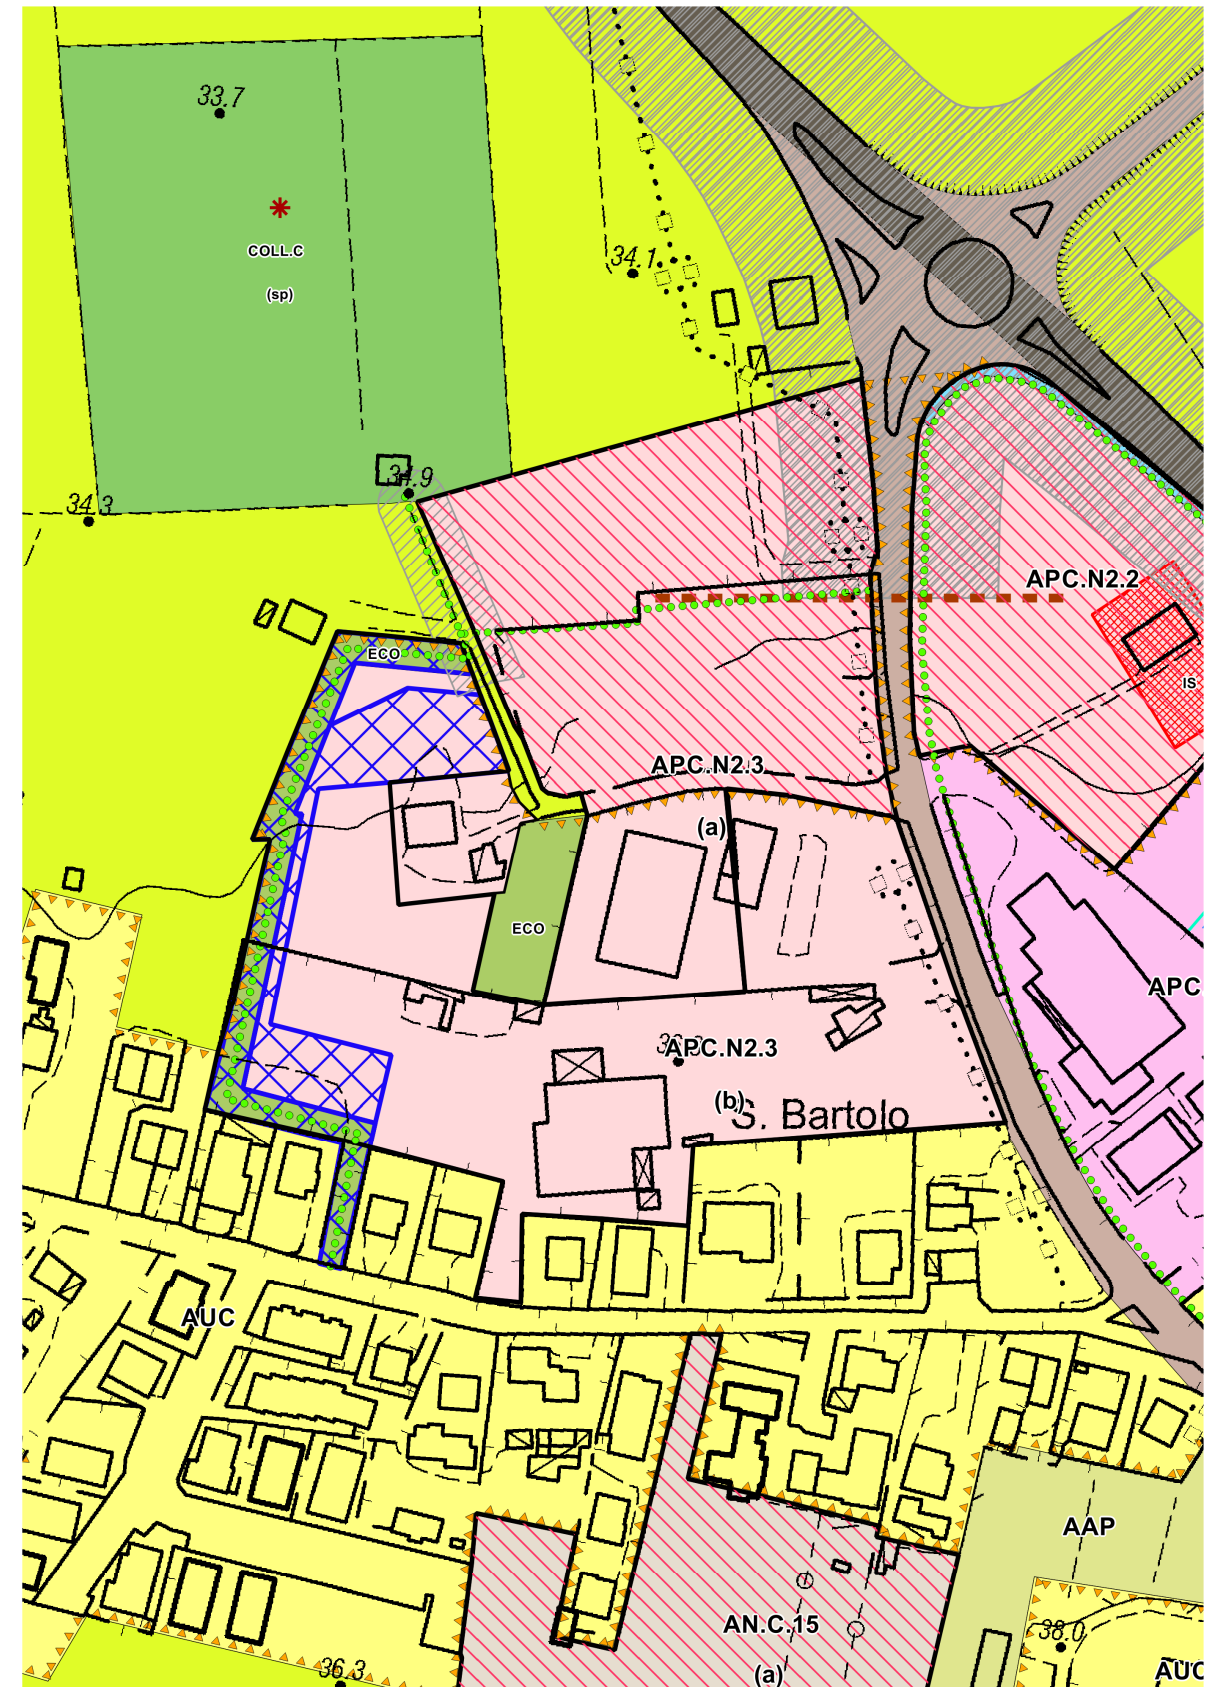 33.7
COLL.C
(sp)
34.1
34.9
34.3
APC.N2.2
ECO
IS
APC.N2.3
(a)
ECO
APC
APC.N2.3
(b)
S. Bartolo
AUC
AAP
AN.C.15
(a)
38.0
36.3
AUC